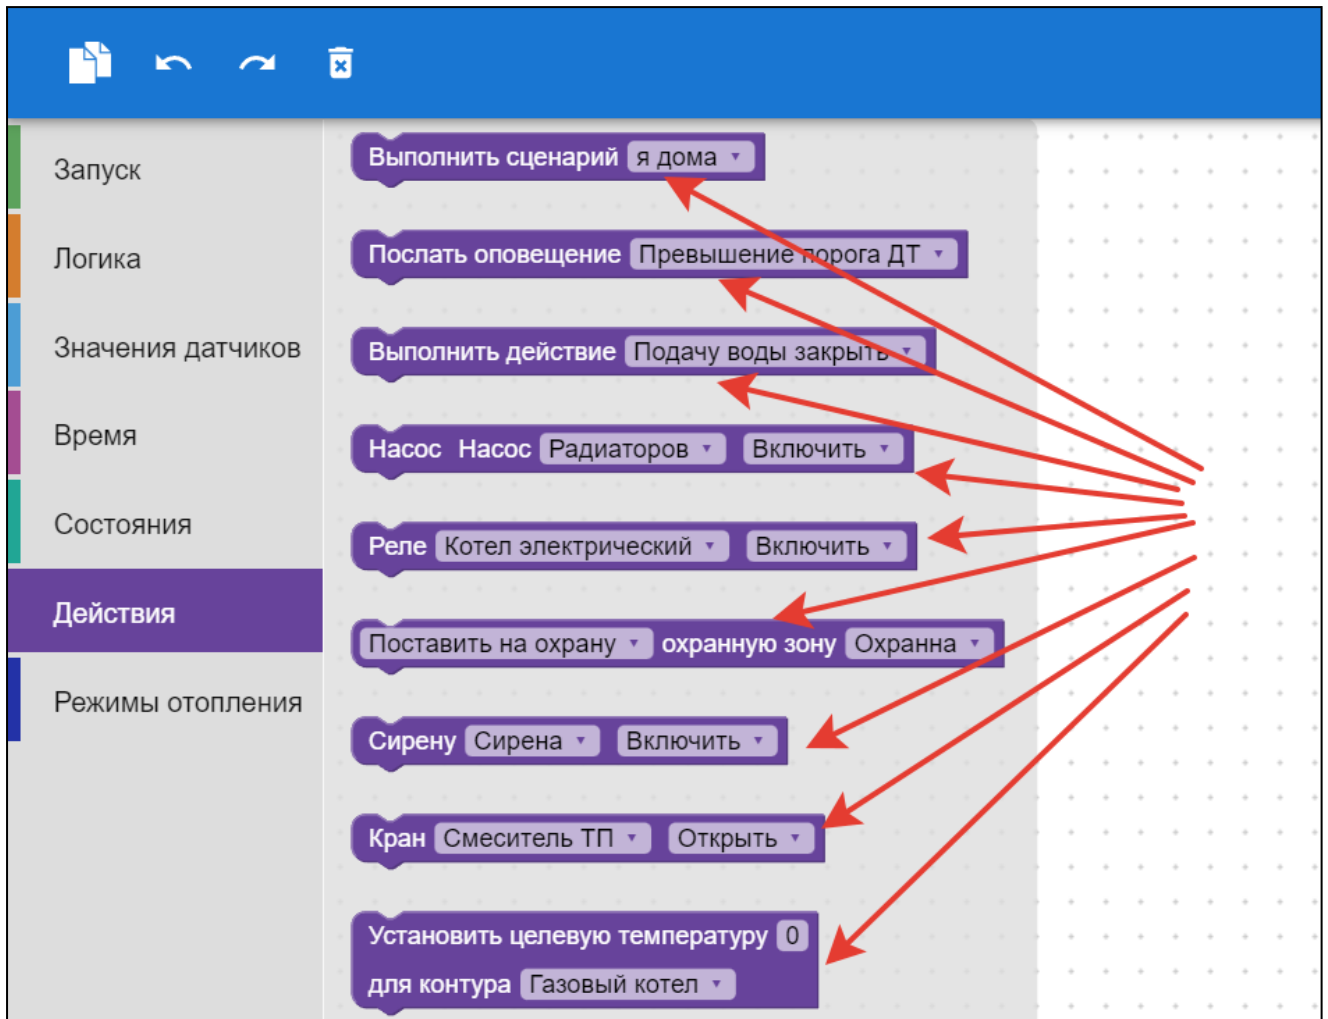 Запуск
Логика
Значения датчиков
Время
Состояния
Действия
Режимы отопления
Выполнить сценарий я дома
Послать оповещение Превышение порога ДТ
Выполнить действие Подачу воды закрыть
Насос Насос Радиаторов Включить
Реле Котел электрический Включить
Поставить на охрану охранную зону Охранна
Сирену Сирена Включить
Кран Смеситель ТП Открыть
Установить целевую температуру 0
для контура Газовый котел